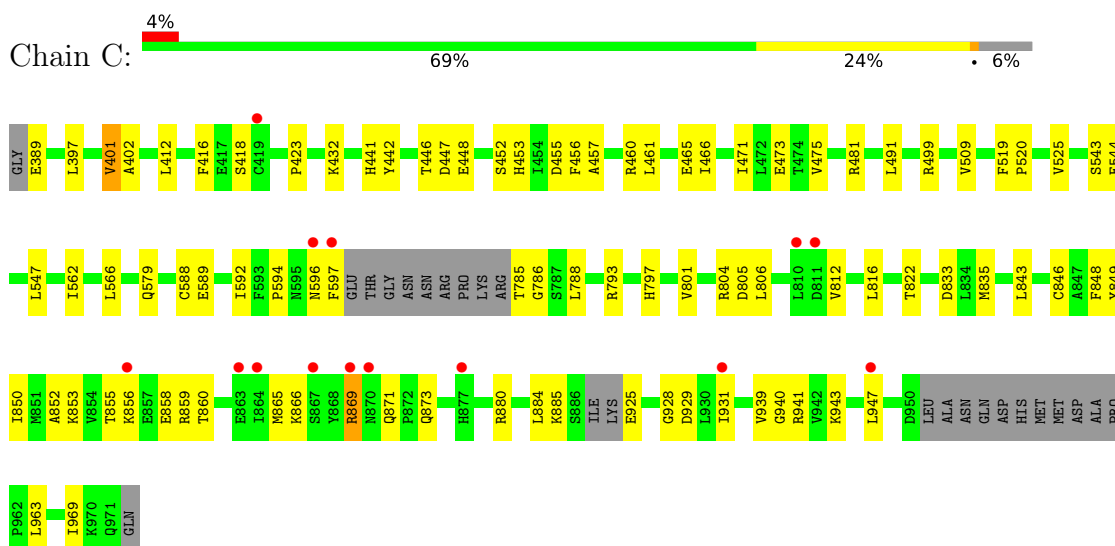 4%
Chain C:
69% 24% • 6%
GLY E389 L397 V401 A402 L412 F416 E417 S418 C419 P423 K432 H441 Y442 T446 D447 E448 S452 H453 I454 D455 F456 A457 R460 L461 E465 I466 I471 L472 E473 T474 V475 R481 L491 R499 V509 F519 P520 V525 S543
L547 I562 L566 Q579 C588 E589 I592 F593 P594 N595 N596 F597 GLU THR GLY ASN ASN ARG PRO LYS ARG T785 G786 S787 L788 R793 H797 V801 R804 D805 L806 L810 D811 V812 L816 T822 D833 L834 M835 L843 C846 A847 F848
I850 M851 A852 K853 V854 T855 K856 E857 E858 R859 T860 E863 I864 M865 K866 S867 Y868 R869 N870 Q871 P872 Q873 H877 R880 L884 K885 S886 ILE LYS E925 G928 D929 L930 I931 V939 G940 R941 V942 K943 L947 D950 LEU ALA ASN GLN ASP HIS MET MET ASP ALA PRO
P962 L963 I969 K970 Q971 GLN